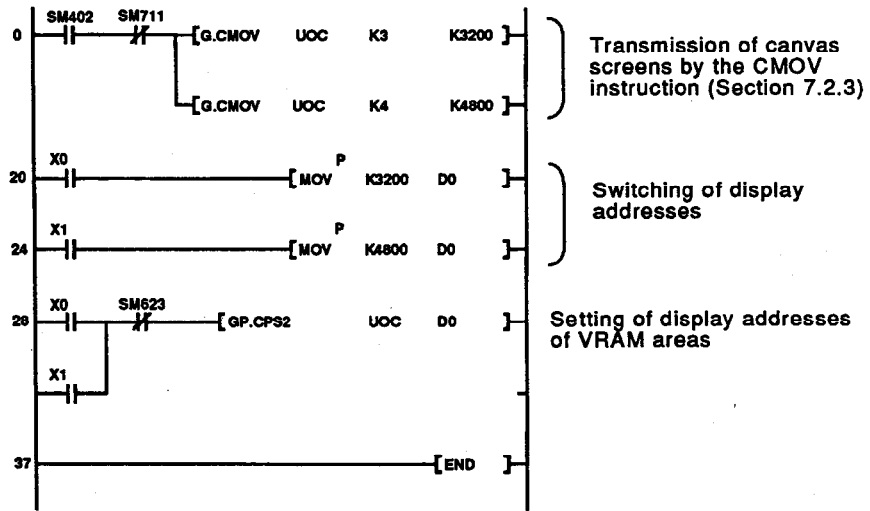 SM402 SM711
0 [G.CMOV UOC K3 K3200 ]
Transmission of canvas
screens by the CMOV
instruction (Section 7.2.3)
[G.CMOV UOC K4 K4800 ]
X0 P
20 [MOV K3200 D0 ]
Switching of display
addresses
X1 P
24 [MOV K4800 D0 ]
X0 SM623
28 [GP.CPS2 UOC D0 ]
Setting of display addresses
of VRAM areas
X1
37 [END ]